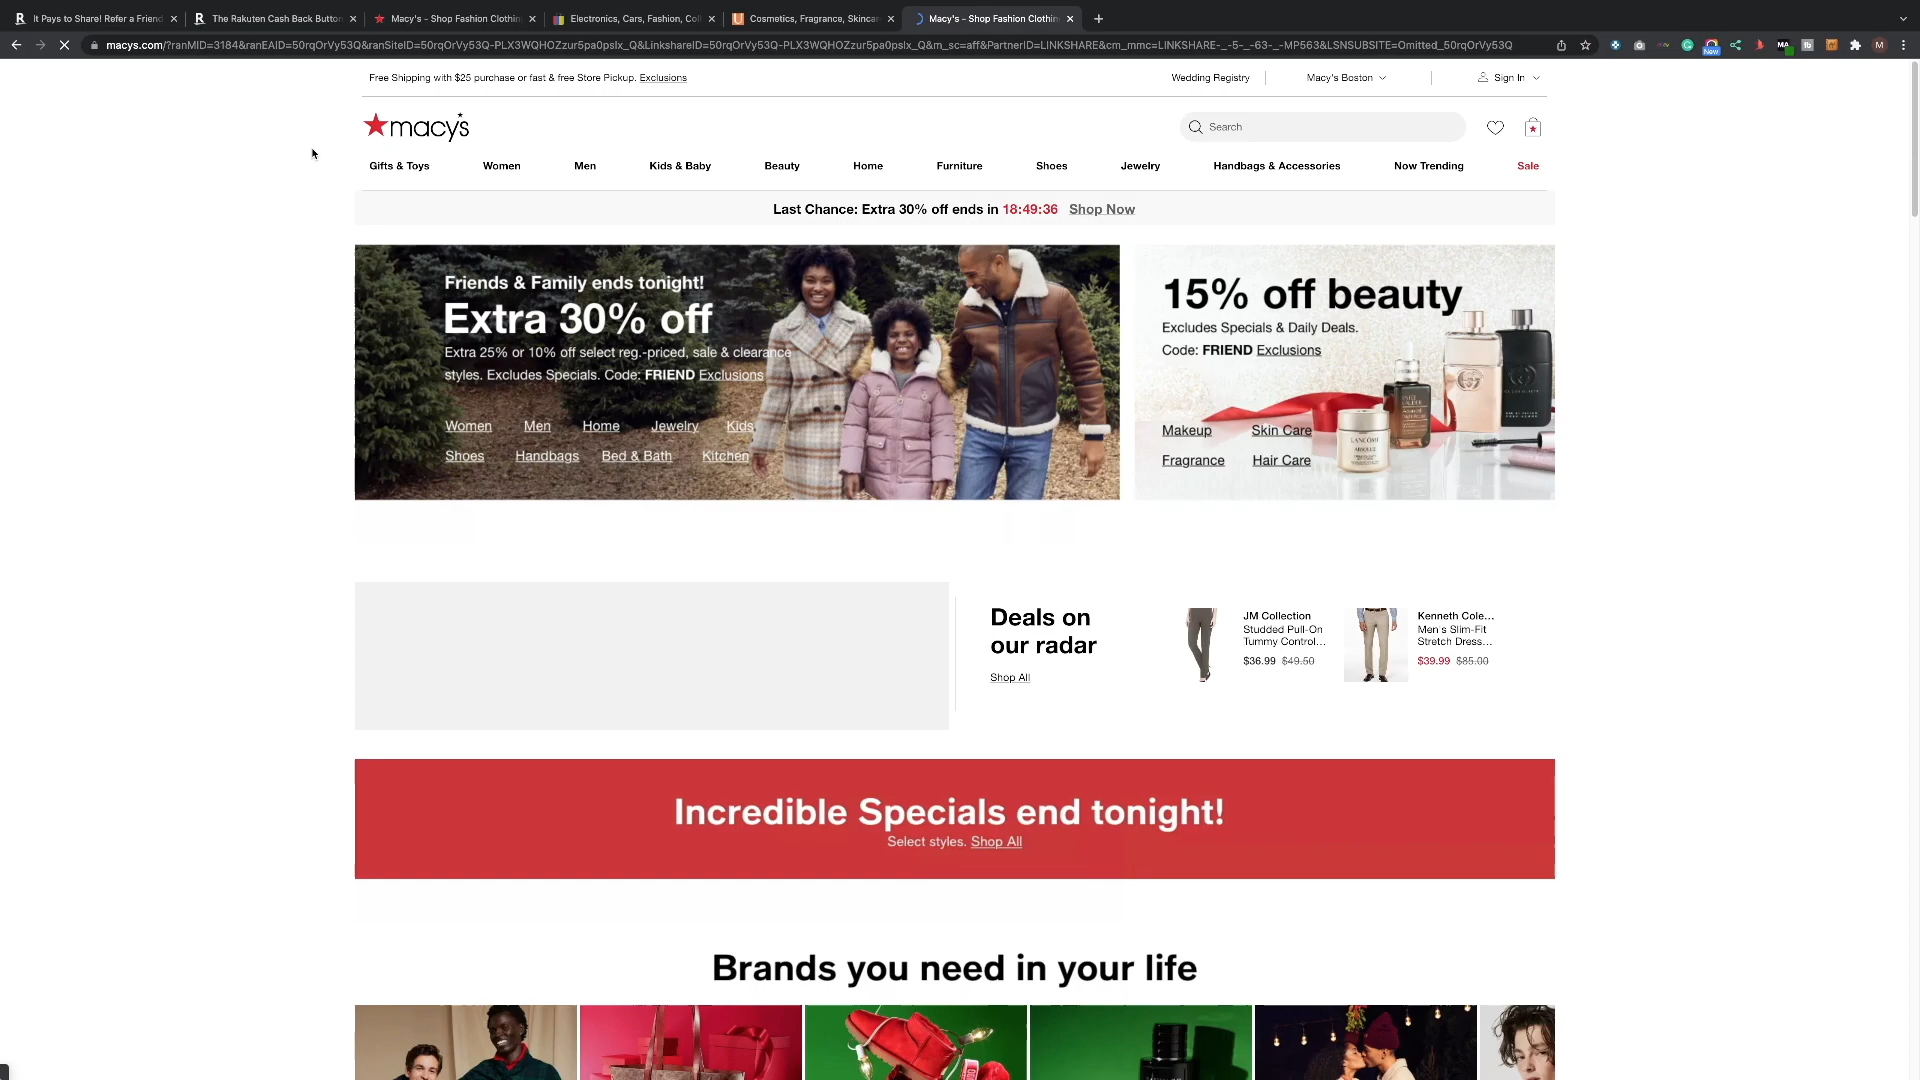 It Pays to Share! Refer a Friend
The Rakuten Cash Back Button
Macy's - Shop Fashion Clothin
Electronics, Cars, Fashion, Col
Cosmetics, Fragrance, Skincar
Macy's - Shop Fashion Clothin
macys.com/?ranMID=3184&ranEAID=50rqOrVy53Q&ranSiteID=50rqOrVy53Q-PLX3WQHOZzur5pa0psIx_Q&LinkshareID=50rqOrVy53Q-PLX3WQHOZzur5pa0psIx_Q&m_sc=aff&PartnerID=LINKSHARE&cm_mmc=LINKSHARE-_-5-_-63-_-MP563&LSNSUBSITE=Omitted_50rqOrVy53Q
New
MA
M
Free Shipping with $25 purchase or fast & free Store Pickup. Exclusions
Wedding Registry
Macy's Boston
Sign In
macy's
Search
Gifts & Toys
Women
Men
Kids & Baby
Beauty
Home
Furniture
Shoes
Jewelry
Handbags & Accessories
Now Trending
Sale
Last Chance: Extra 30% off ends in 18:49:36 Shop Now
Friends & Family ends tonight!
Extra 30% off
Extra 25% or 10% off select reg.-priced, sale & clearance
styles. Excludes Specials. Code: FRIEND Exclusions
Women Men Home Jewelry Kids
Shoes Handbags Bed & Bath Kitchen
15% off beauty
Excludes Specials & Daily Deals.
Code: FRIEND Exclusions
Makeup Skin Care
Fragrance Hair Care
LANCÔME
ABSOLUE
Deals on
our radar
Shop All
JM Collection
Studded Pull-On
Tummy Control...
$36.99 $49.50
Kenneth Cole...
Men's Slim-Fit
Stretch Dress...
$39.99 $85.00
Incredible Specials end tonight!
Select styles. Shop All
Brands you need in your life